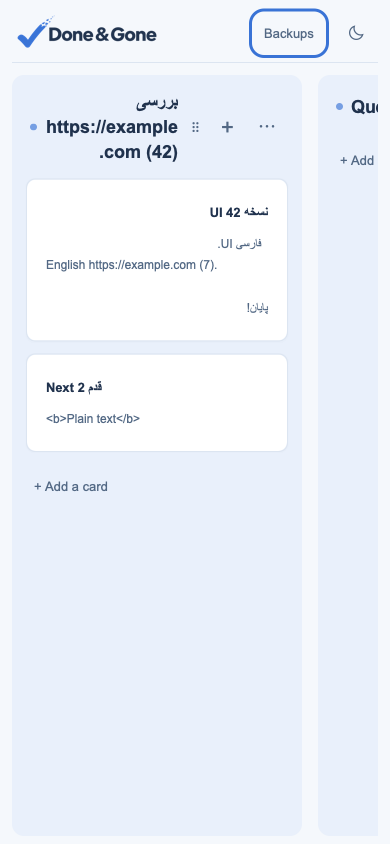 Done & Gone
Backups
بررسی
https://example
.com (42)
+
...
Que
+ Add
نسخه 42 UI
فارسی UI.
English https://example.com (7).
پایان!
Next 2 قدم
<b>Plain text</b>
+ Add a card